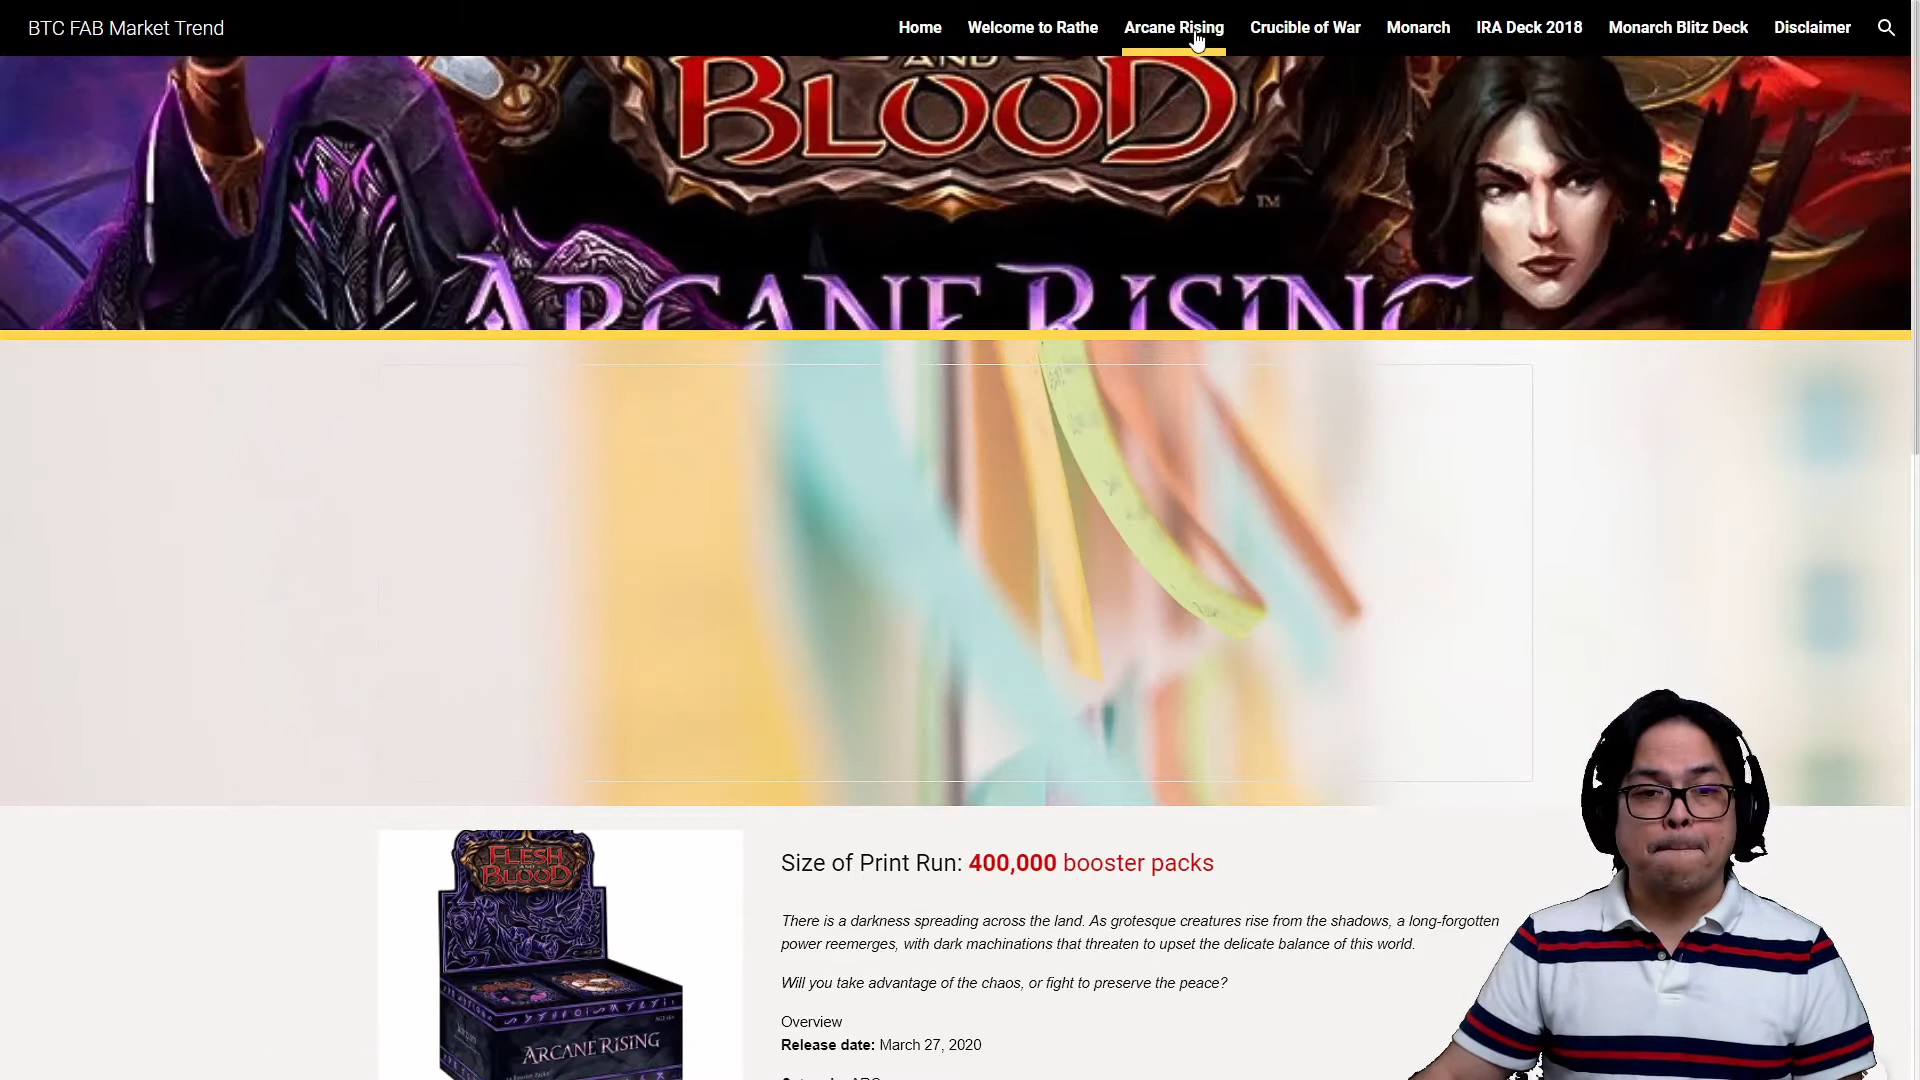 BTC FAB Market Trend
Home Welcome to Rathe Arcane Rising Crucible of War Monarch IRA Deck 2018 Monarch Blitz Deck Disclaimer
AND
BLOOD
TM
ARCANE RISING
FLESH
AND
BLOOD
ARCANE RISING
Size of Print Run: 400,000 booster packs
There is a darkness spreading across the land. As grotesque creatures rise from the shadows, a long-forgotten
power reemerges, with dark machinations that threaten to upset the delicate balance of this world.
Will you take advantage of the chaos, or fight to preserve the peace?
Overview
Release date: March 27, 2020